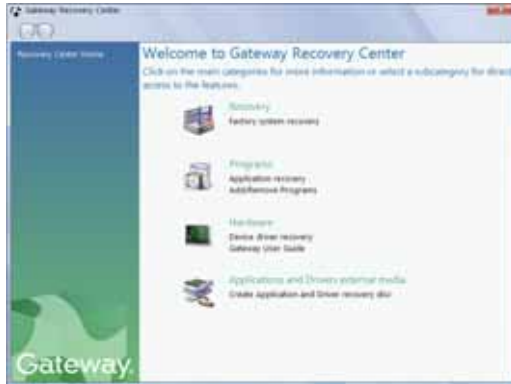 Gateway Recovery Center
Recovery Center Home
Welcome to Gateway Recovery Center
Click on the main categories for more information or select a subcategory for direct
access to the features.
Recovery
Factory system recovery
Programs
Application recovery
Add/Remove Programs
Hardware
Device driver recovery
Gateway User Guide
Applications and Drivers external media
Create Application and Driver recovery disc
Gateway.